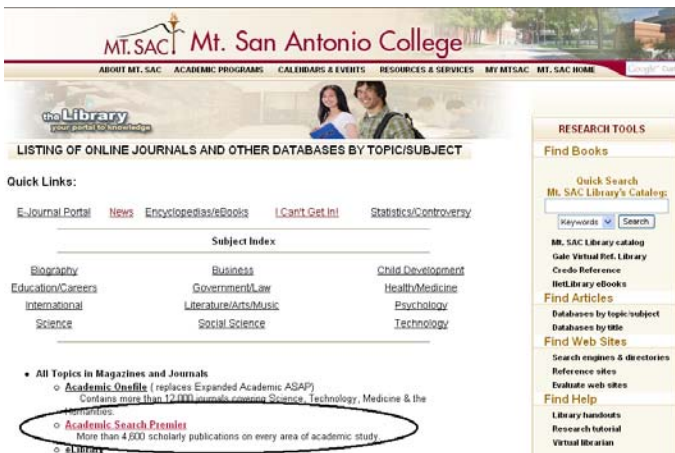 MT. SAC Mt. San Antonio College
ABOUT MT. SAC ACADEMIC PROGRAMS CALENDARS & EVENTS RESOURCES & SERVICES MY MTSAC MT. SAC HOME
the Library
your portal to knowledge
LISTING OF ONLINE JOURNALS AND OTHER DATABASES BY TOPIC/SUBJECT
Quick Links:
E-Journal Portal News Encyclopedias/eBooks I Can't Get In! Statistics/Controversy
Subject Index
Biography Business Child Development
Education/Careers Government/Law Health/Medicine
International Literature/Arts/Music Psychology
Science Social Science Technology
• All Topics in Magazines and Journals
o Academic Onefile ( replaces Expanded Academic ASAP)
Contains more than 12,000 journals covering Science, Technology, Medicine & the
Humanities.
o Academic Search Premier
More than 4,600 scholarly publications on every area of academic study.
o eLibrary
RESEARCH TOOLS
Find Books
Quick Search
Mt. SAC Library's Catalog:
Keywords Search
Mt. SAC Library catalog
Gale Virtual Ref. Library
Credo Reference
NetLibrary eBooks
Find Articles
Databases by topic/subject
Databases by title
Find Web Sites
Search engines & directories
Reference sites
Evaluate web sites
Find Help
Library handouts
Research tutorial
Virtual librarian